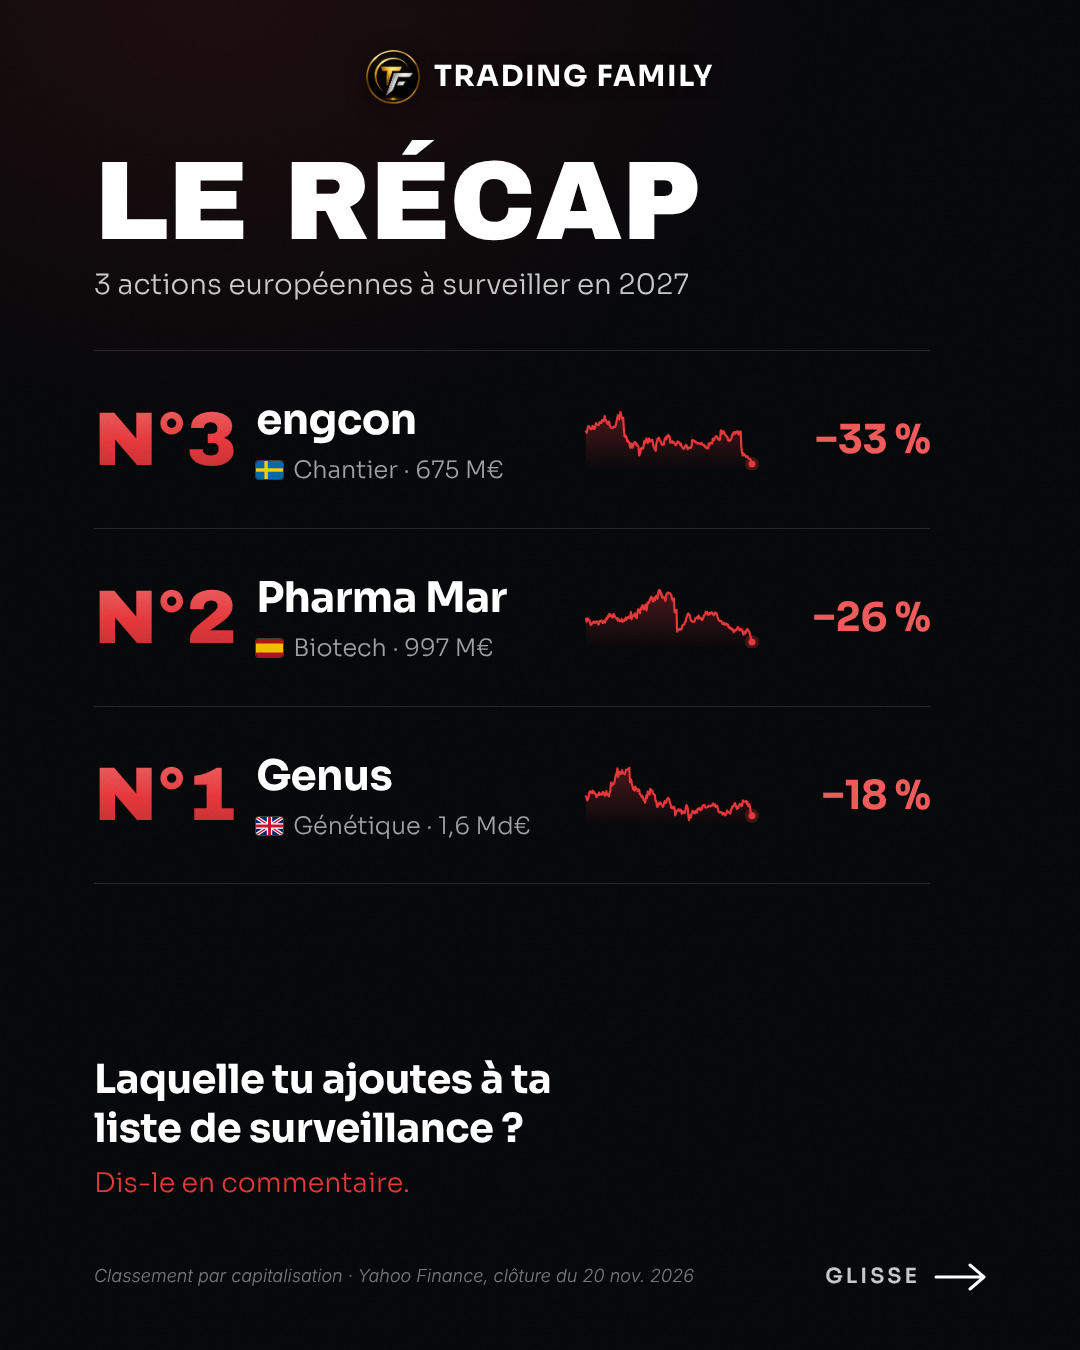 TF TRADING FAMILY
LE RÉCAP
3 actions européennes à surveiller en 2027
N°3 engcon −33 %
Chantier · 675 M€
N°2 Pharma Mar −26 %
Biotech · 997 M€
N°1 Genus −18 %
Génétique · 1,6 Md€
Laquelle tu ajoutes à ta
liste de surveillance ?
Dis-le en commentaire.
Classement par capitalisation · Yahoo Finance, clôture du 20 nov. 2026
GLISSE